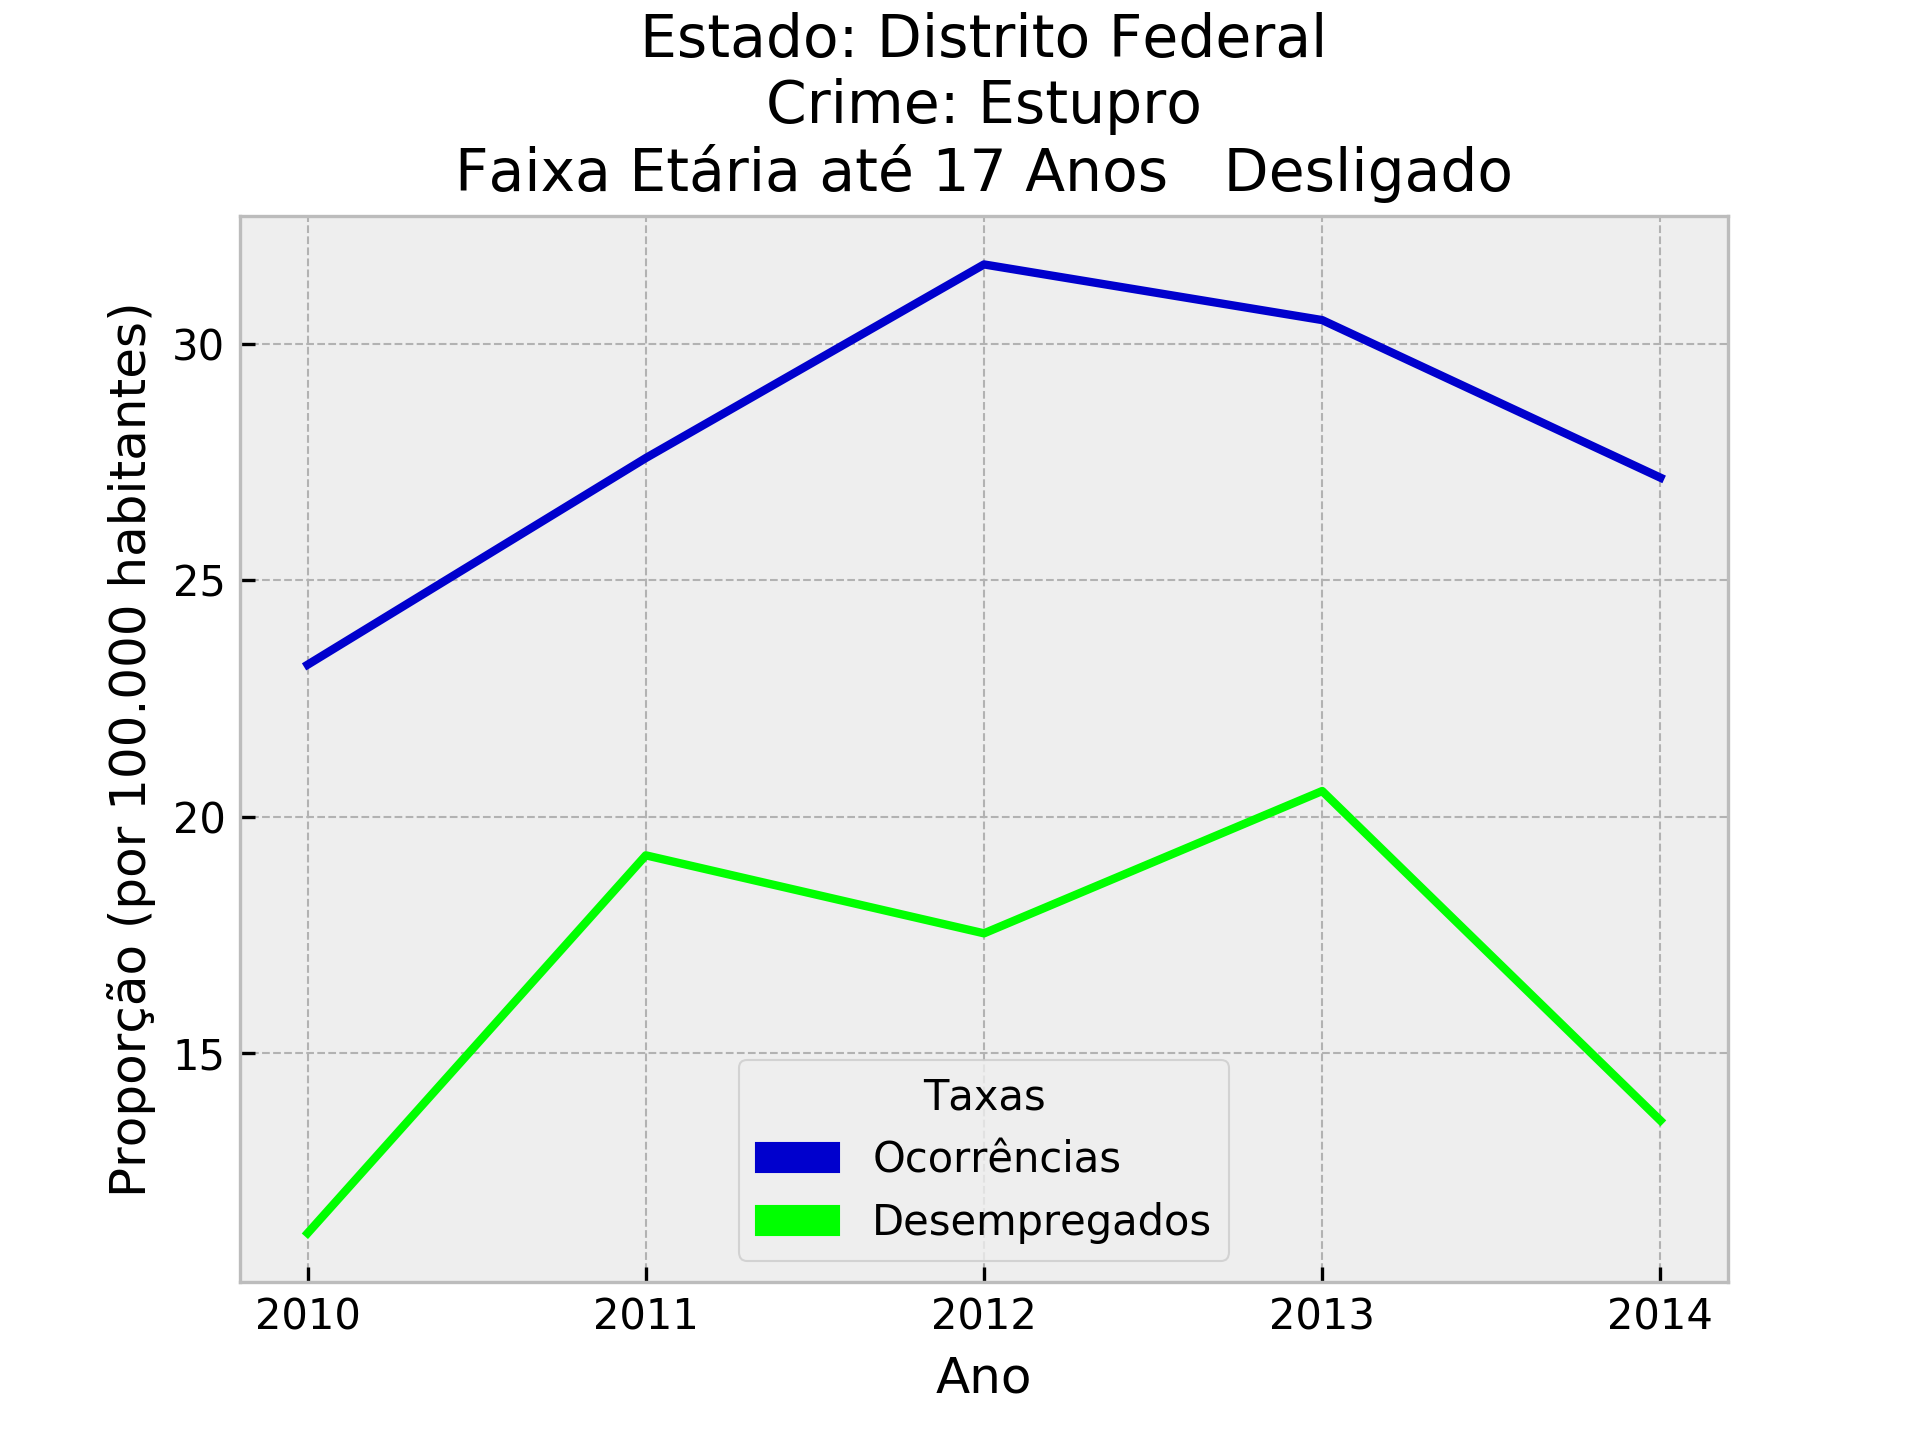 Estado: Distrito Federal
Crime: Estupro
Faixa Etária até 17 Anos   Desligado
Proporção (por 100.000 habitantes)
30
25
20
15
Taxas
Ocorrências
Desempregados
2010 2011 2012 2013 2014
Ano